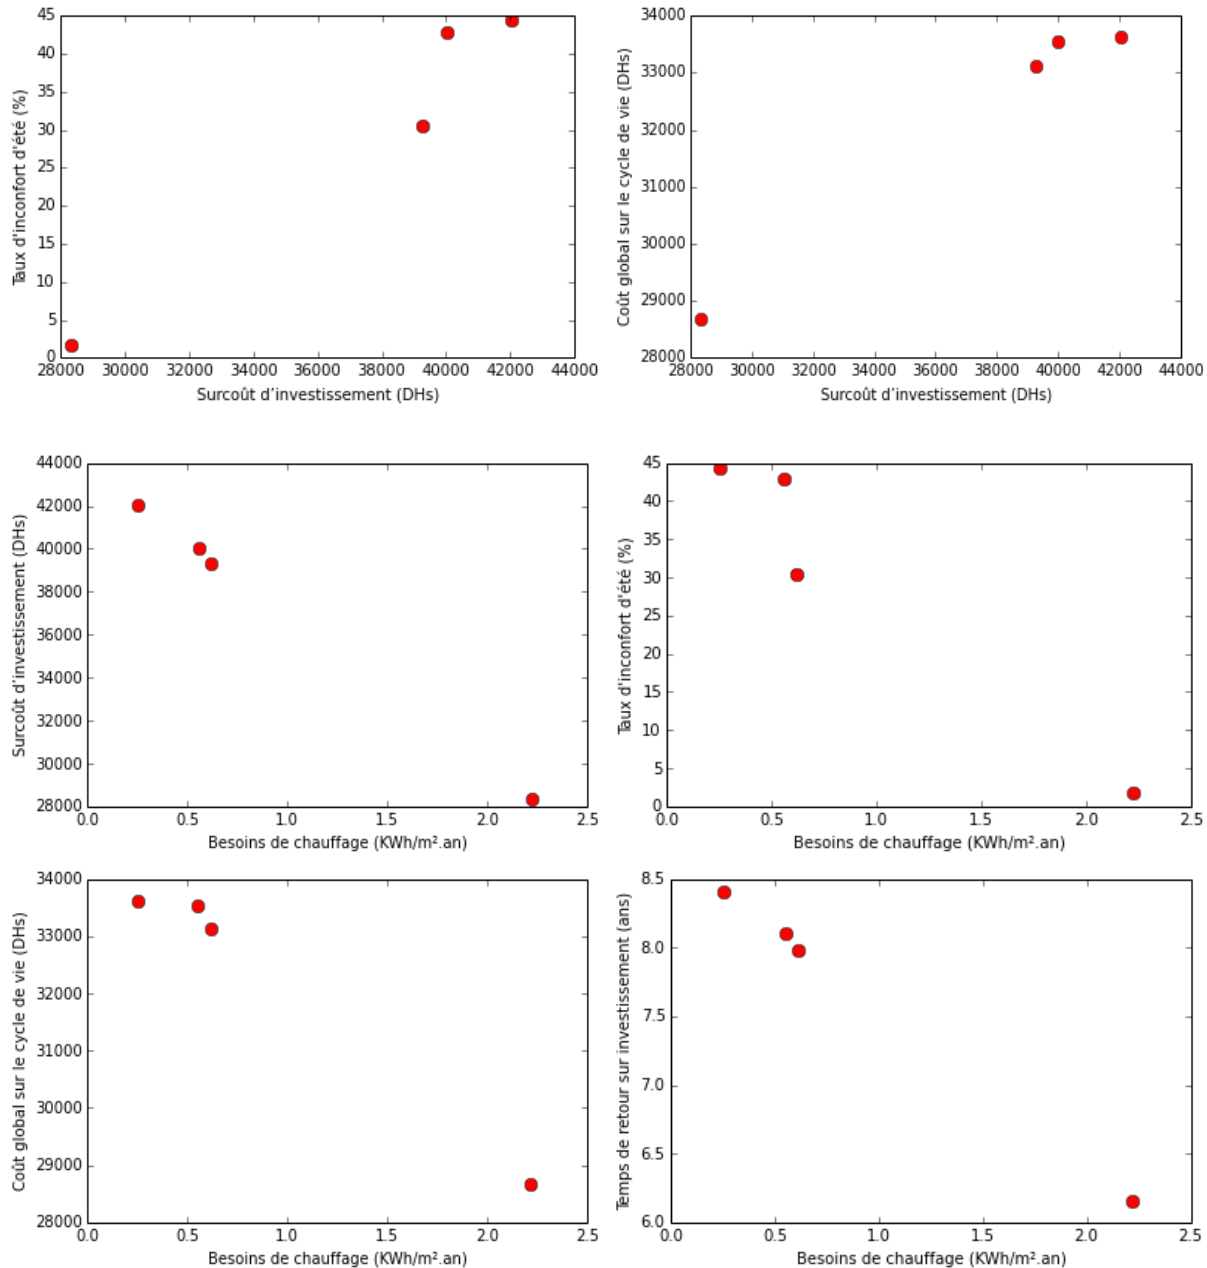 45
40
35
30
25
20
15
10
5
0
Taux d'inconfort d'été (%)
28000 30000 32000 34000 36000 38000 40000 42000 44000
Surcoût d’investissement (DHs)
34000
33000
32000
31000
30000
29000
28000
Coût global sur le cycle de vie (DHs)
28000 30000 32000 34000 36000 38000 40000 42000 44000
Surcoût d’investissement (DHs)
44000
42000
40000
38000
36000
34000
32000
30000
28000
Surcoût d’investissement (DHs)
0.0 0.5 1.0 1.5 2.0 2.5
Besoins de chauffage (KWh/m².an)
45
40
35
30
25
20
15
10
5
0
Taux d'inconfort d'été (%)
0.0 0.5 1.0 1.5 2.0 2.5
Besoins de chauffage (KWh/m².an)
34000
33000
32000
31000
30000
29000
28000
Coût global sur le cycle de vie (DHs)
0.0 0.5 1.0 1.5 2.0 2.5
Besoins de chauffage (KWh/m².an)
8.5
8.0
7.5
7.0
6.5
6.0
Temps de retour sur investissement (ans)
0.0 0.5 1.0 1.5 2.0 2.5
Besoins de chauffage (KWh/m².an)